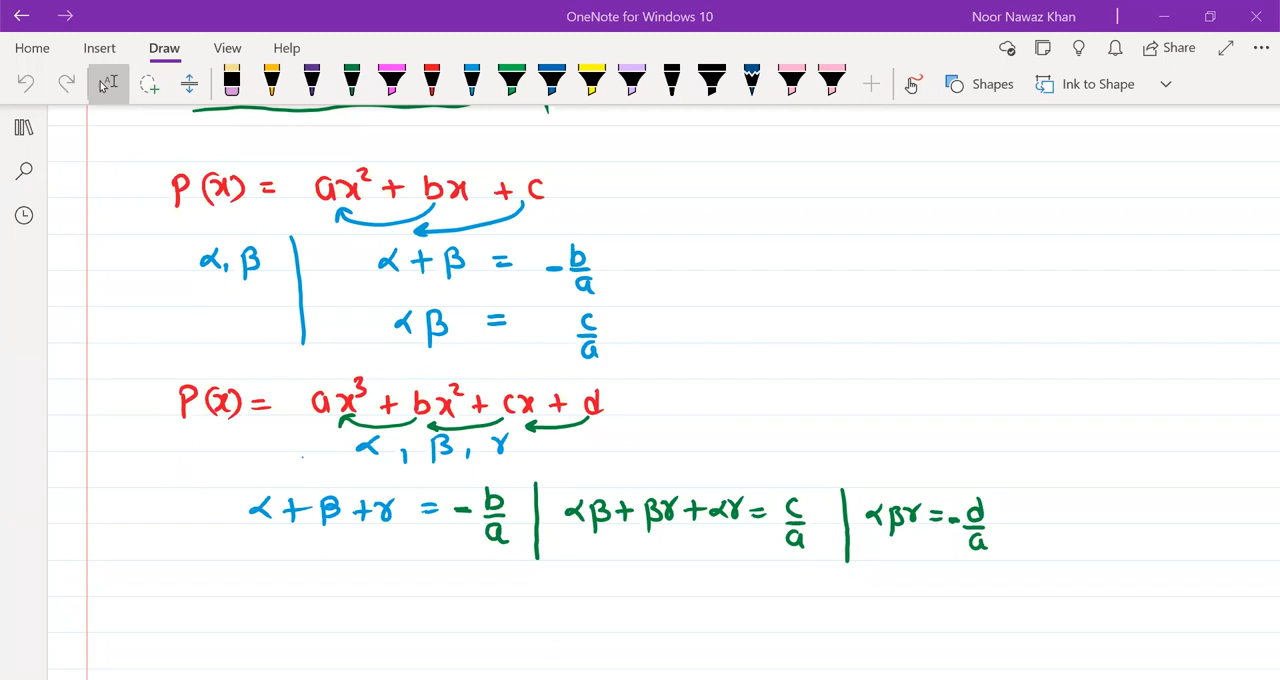 OneNote for Windows 10
Noor Nawaz Khan
Home Insert Draw View Help
Share
Shapes
Ink to Shape
P(x) = ax² + bx + c
α, β
α + β = -b/a
αβ = c/a
P(x) = ax³ + bx² + cx + d
α, β, γ
α + β + γ = -b/a | αβ + βγ + αγ = c/a | αβγ = -d/a